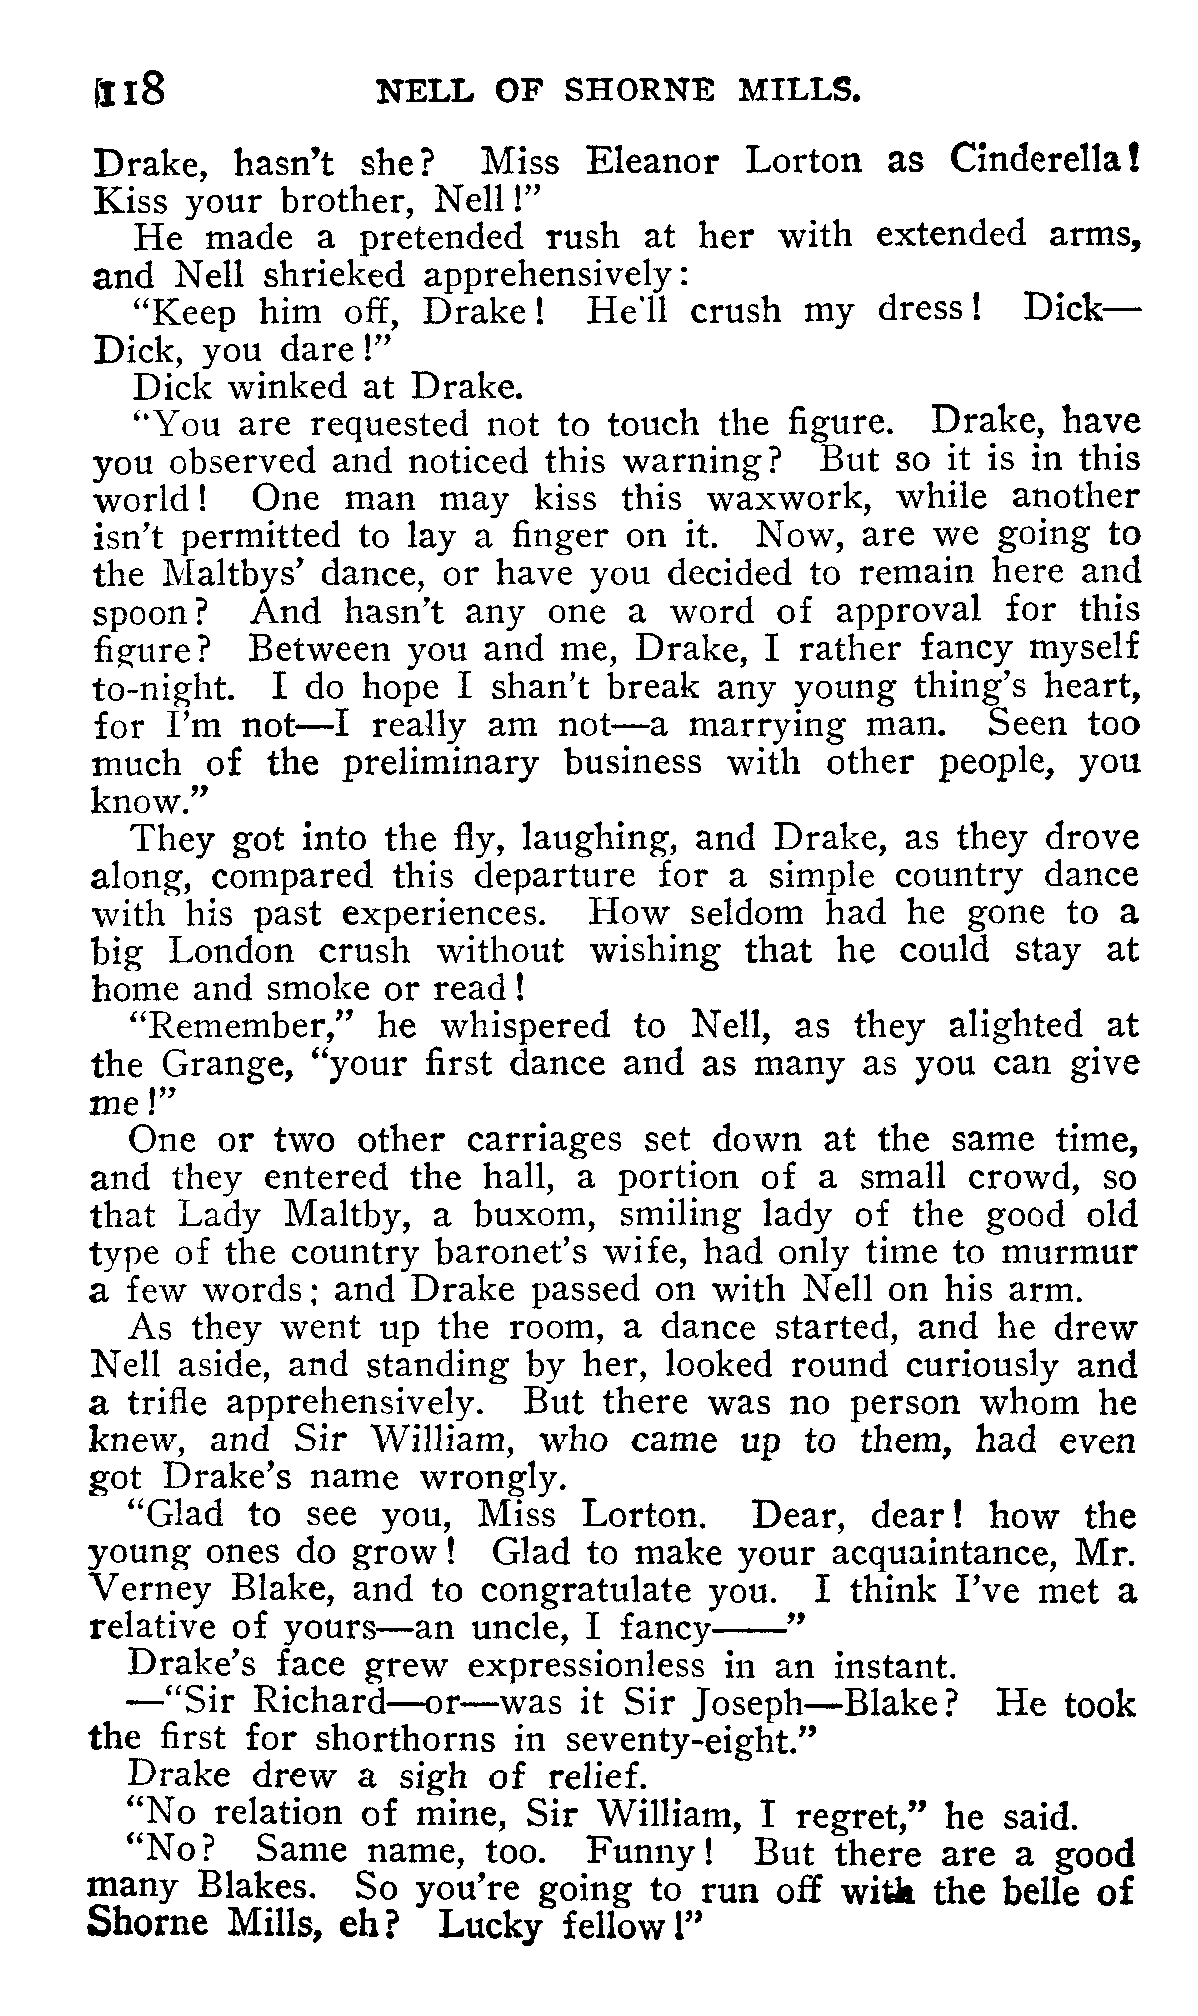 118 NELL OF SHORNE MILLS.
Drake, hasn't she? Miss Eleanor Lorton as Cinderella!
Kiss your brother, Nell!"
He made a pretended rush at her with extended arms,
and Nell shrieked apprehensively:
"Keep him off, Drake! He'll crush my dress! Dick—
Dick, you dare!"
Dick winked at Drake.
"You are requested not to touch the figure. Drake, have
you observed and noticed this warning? But so it is in this
world! One man may kiss this waxwork, while another
isn't permitted to lay a finger on it. Now, are we going to
the Maltbys' dance, or have you decided to remain here and
spoon? And hasn't any one a word of approval for this
figure? Between you and me, Drake, I rather fancy myself
to-night. I do hope I shan't break any young thing's heart,
for I'm not—I really am not—a marrying man. Seen too
much of the preliminary business with other people, you
know."
They got into the fly, laughing, and Drake, as they drove
along, compared this departure for a simple country dance
with his past experiences. How seldom had he gone to a
big London crush without wishing that he could stay at
home and smoke or read!
"Remember," he whispered to Nell, as they alighted at
the Grange, "your first dance and as many as you can give
me!"
One or two other carriages set down at the same time,
and they entered the hall, a portion of a small crowd, so
that Lady Maltby, a buxom, smiling lady of the good old
type of the country baronet's wife, had only time to murmur
a few words; and Drake passed on with Nell on his arm.
As they went up the room, a dance started, and he drew
Nell aside, and standing by her, looked round curiously and
a trifle apprehensively. But there was no person whom he
knew, and Sir William, who came up to them, had even
got Drake's name wrongly.
"Glad to see you, Miss Lorton. Dear, dear! how the
young ones do grow! Glad to make your acquaintance, Mr.
Verney Blake, and to congratulate you. I think I've met a
relative of yours—an uncle, I fancy——"
Drake's face grew expressionless in an instant.
—"Sir Richard—or—was it Sir Joseph—Blake? He took
the first for shorthorns in seventy-eight."
Drake drew a sigh of relief.
"No relation of mine, Sir William, I regret," he said.
"No? Same name, too. Funny! But there are a good
many Blakes. So you're going to run off with the belle of
Shorne Mills, eh? Lucky fellow!"